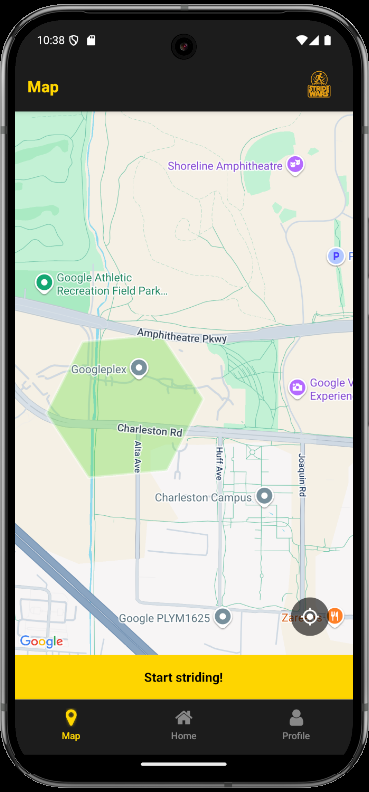 10:38
Map
STRIDE
WARS
Shoreline Amphitheatre
P
Google Athletic
Recreation Field Park...
Amphitheatre Pkwy
Googleplex
Google V
Experien
Charleston Rd
Alta Ave
Huff Ave
Joaquin Rd
Charleston Campus
Google PLYM1625
Zare
Google
Start striding!
Map
Home
Profile